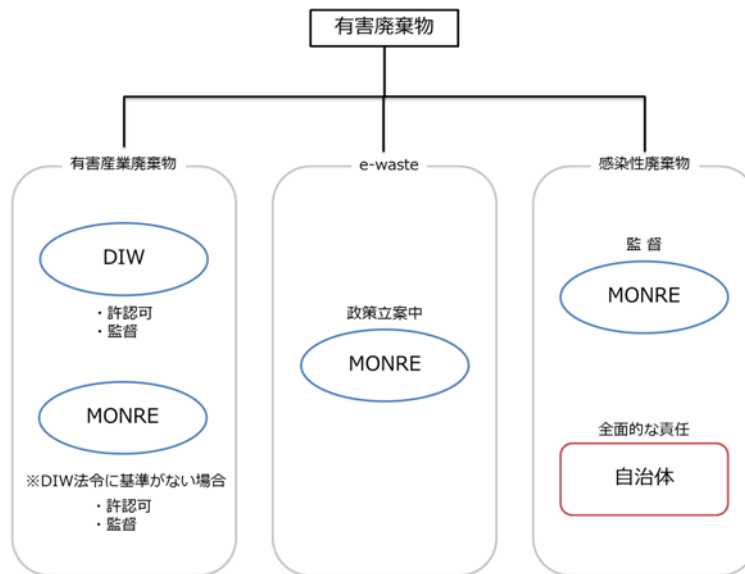 有害廃棄物
有害産業廃棄物
DIW
・許認可
・監督
MONRE
※DIW法令に基準がない場合
・許認可
・監督
e-waste
政策立案中
MONRE
感染性廃棄物
監 督
MONRE
全面的な責任
自治体